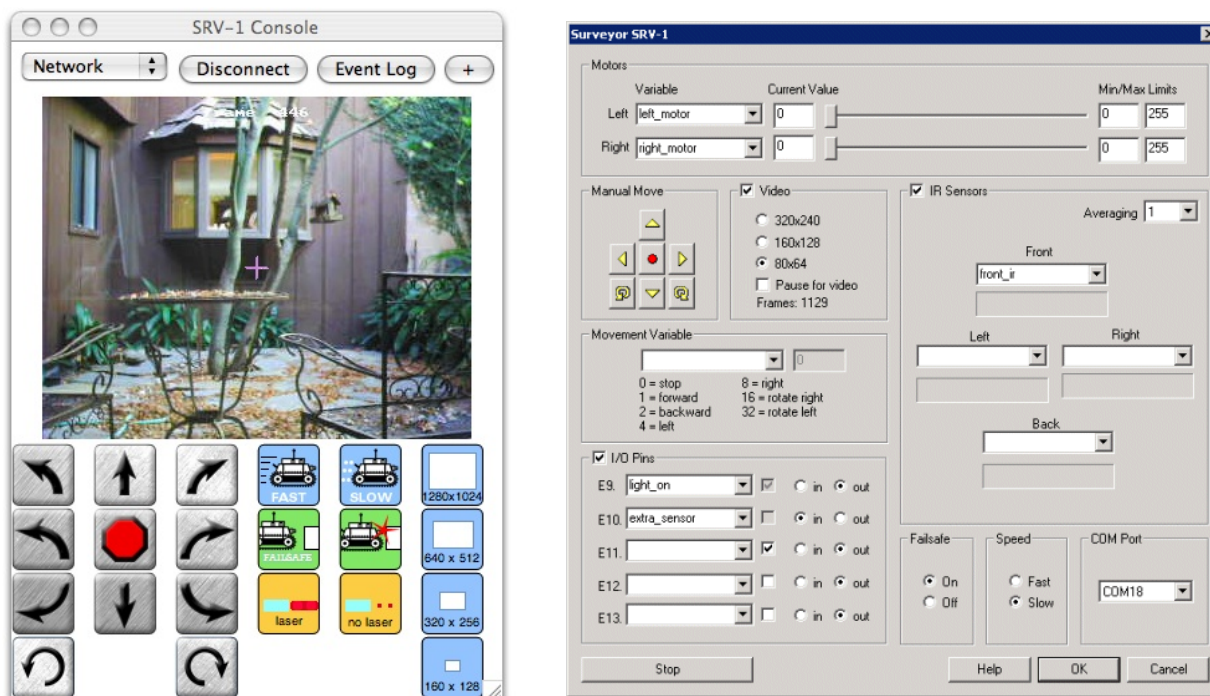 SRV-1 Console
Network Disconnect Event Log +
Frame 446
FAST SLOW 1280x1024
FAILSAFE 640 x 512
laser no laser 320 x 256
160 x 128
Surveyor SRV-1
Motors
Variable Current Value Min/Max Limits
Left left_motor 0 0 255
Right right_motor 0 0 255
Manual Move
Video
320x240
160x128
80x64
Pause for video
Frames: 1129
IR Sensors
Averaging 1
Front
front_ir
Left Right
Back
Movement Variable
0
0 = stop 8 = right
1 = forward 16 = rotate right
2 = backward 32 = rotate left
4 = left
I/O Pins
E9. light_on in out
E10. extra_sensor in out
E11. in out
E12. in out
E13. in out
Failsafe
On
Off
Speed
Fast
Slow
COM Port
COM18
Stop Help OK Cancel